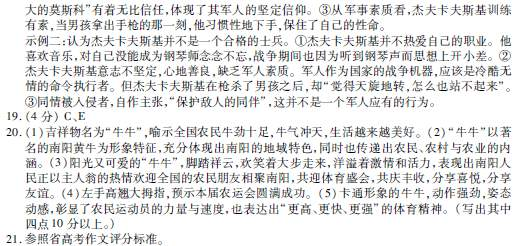 大的莫斯科”有着无比信任，体现了其军人的坚定信仰。③从军事素质看，杰夫卡夫斯基训练
有素，当男孩拿出手枪的那一刻，他习惯性地下手，保住了自己的性命。
示例二：认为杰夫卡夫斯基并不是一个合格的士兵。①杰夫卡夫斯基并不热爱自己的职业。他
喜欢音乐，对自己没能成为钢琴师念念不忘，战争期间也因为听到钢琴声而思想上开小差。②
杰夫卡夫斯基意志不坚定，心地善良，缺乏军人素质。军人作为国家的战争机器，应该是冷酷无
情的命令执行者。但杰夫卡夫斯基在枪杀了男孩之后，却“觉得天旋地转，怎么也站不起来”。
③同情被入侵者，自作主张，“保护敌人的同伴”，这并不是一个军人应有的行为。
19.（4 分）C、E
20.（1）吉祥物名为“牛牛”，喻示全国农民牛劲十足，牛气冲天，生活越来越美好。（2）“牛牛”以著
名的南阳黄牛为形象特征，充分体现出南阳的地域特色，同时也传递出农民、农村与农业的内
涵。（3）阳光又可爱的“牛牛”，脚踏祥云，欢笑着大步走来，洋溢着激情和活力，表现出南阳人
民正以主人翁的热情欢迎全国的农民朋友相聚南阳，共迎体育盛会，共庆丰收，分享喜悦，分享
友谊。（4）左手高翘大拇指，预示本届农运会圆满成功。（5）卡通形象的牛牛，动作强劲，姿态
动感，彰显了农民运动员的力量与速度，也表达出“更高、更快、更强”的体育精神。（写出其中
四点 10 分以上。）
21. 参照省高考作文评分标准。